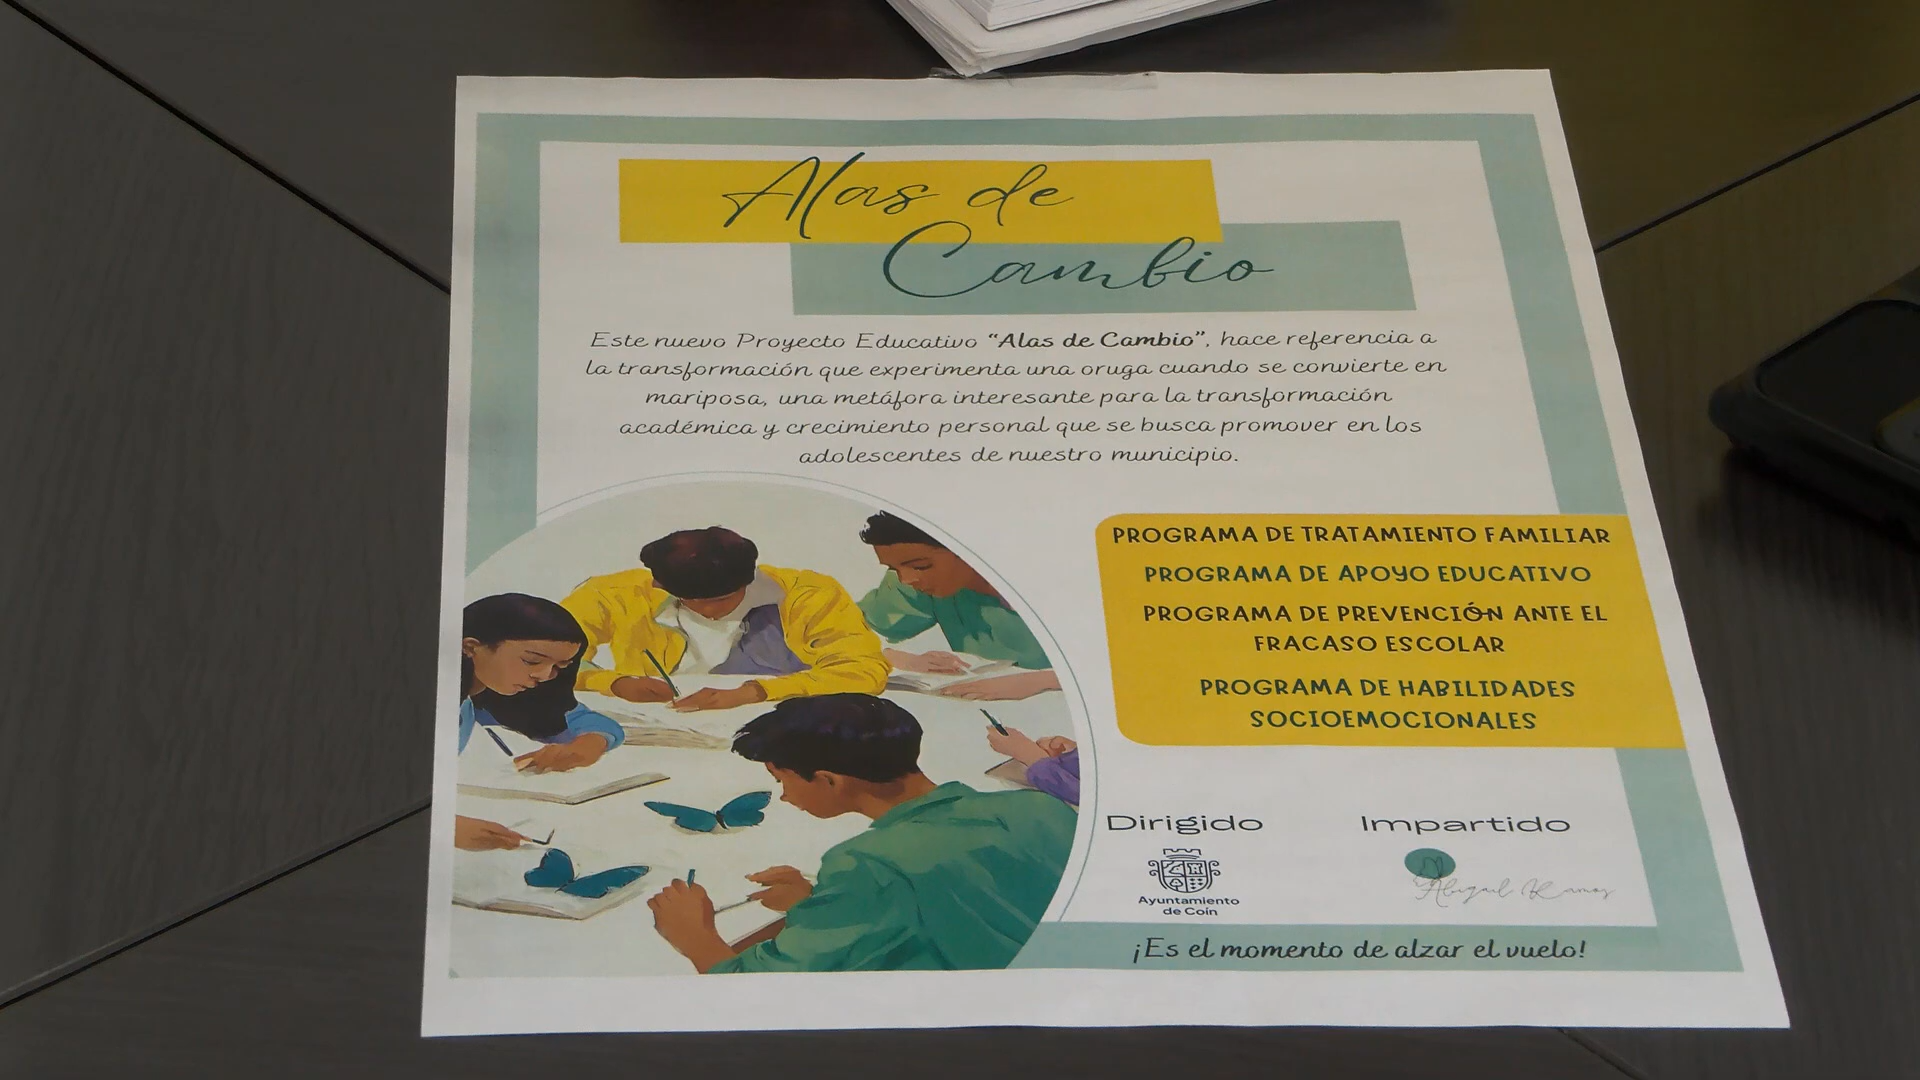 Alas de
Cambio
Este nuevo Proyecto Educativo “Alas de Cambio”, hace referencia a
la transformación que experimenta una oruga cuando se convierte en
mariposa, una metáfora interesante para la transformación
académica y crecimiento personal que se busca promover en los
adolescentes de nuestro municipio.
PROGRAMA DE TRATAMIENTO FAMILIAR
PROGRAMA DE APOYO EDUCATIVO
PROGRAMA DE PREVENCIÓN ANTE EL
FRACASO ESCOLAR
PROGRAMA DE HABILIDADES
SOCIOEMOCIONALES
Dirigido
Impartido
Ayuntamiento
de Coín
Abigail Ramos
¡Es el momento de alzar el vuelo!